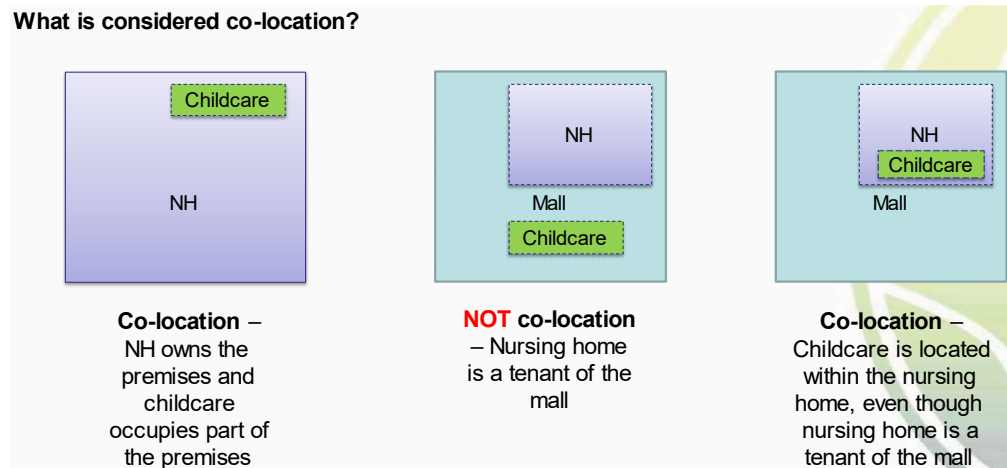 What is considered co-location?
Childcare
NH
Co-location –
NH owns the
premises and
childcare
occupies part of
the premises
NH
Mall
Childcare
NOT co-location
– Nursing home
is a tenant of the
mall
NH
Childcare
Mall
Co-location –
Childcare is located
within the nursing
home, even though
nursing home is a
tenant of the mall